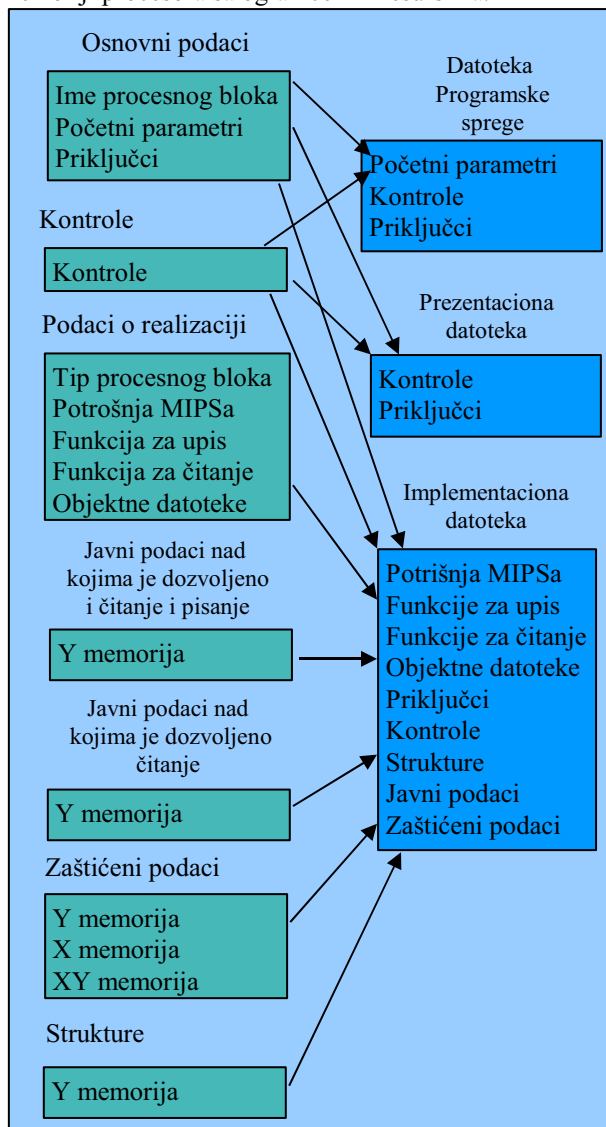 Osnovni podaci
Ime procesnog bloka
Početni parametri
Priključci
Kontrole
Kontrole
Podaci o realizaciji
Tip procesnog bloka
Potrošnja MIPSa
Funkcija za upis
Funkcija za čitanje
Objektne datoteke
Javni podaci nad
kojima je dozvoljeno
i čitanje i pisanje
Y memorija
Javni podaci nad
kojima je dozvoljeno
čitanje
Y memorija
Zaštićeni podaci
Y memorija
X memorija
XY memorija
Strukture
Y memorija
Datoteka
Programske
sprege
Početni parametri
Kontrole
Priključci
Prezentaciona
datoteka
Kontrole
Priključci
Implementaciona
datoteka
Potrišnja MIPSa
Funkcije za upis
Funkcije za čitanje
Objektne datoteke
Priključci
Kontrole
Strukture
Javni podaci
Zaštićeni podaci